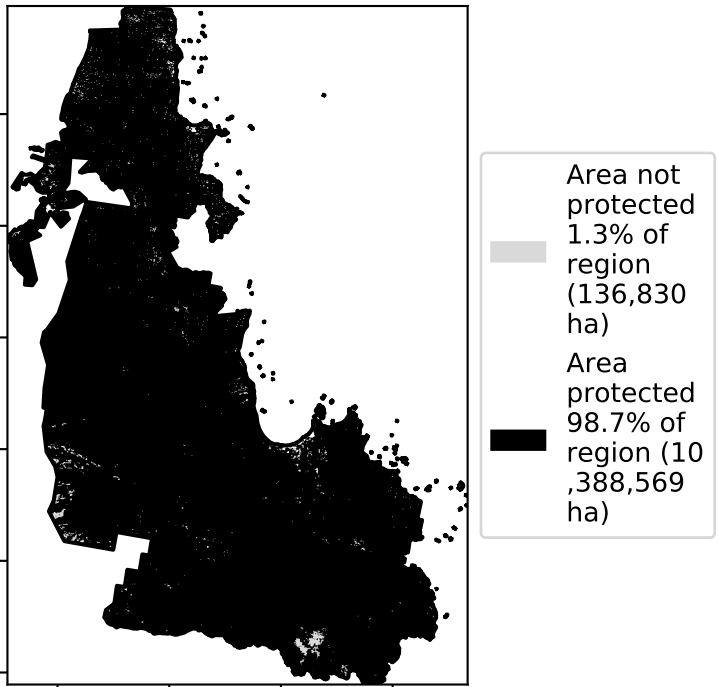 Area not
protected
1.3% of
region
(136,830
ha)
Area
protected
98.7% of
region (10
,388,569
ha)